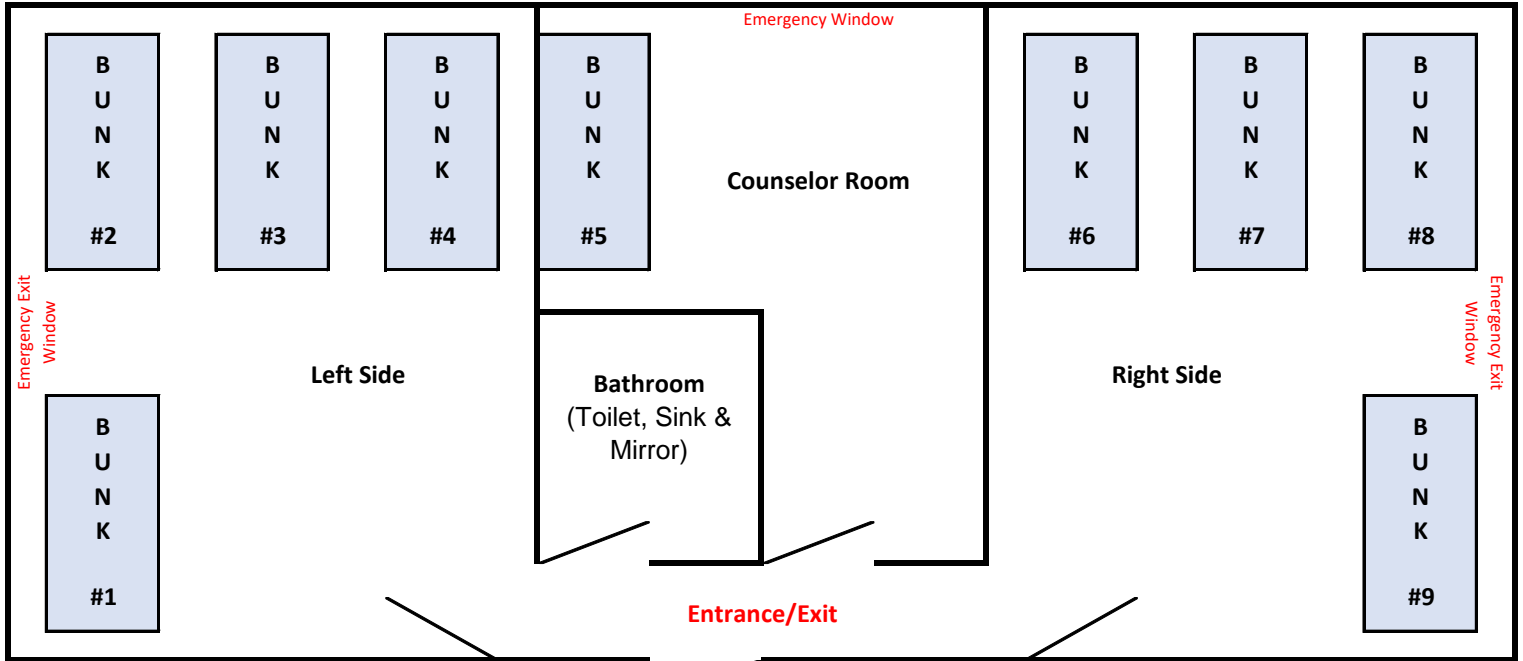 Emergency Window
B
U
N
K
#2
B
U
N
K
#3
B
U
N
K
#4
B
U
N
K
#5
Counselor Room
B
U
N
K
#6
B
U
N
K
#7
B
U
N
K
#8
Emergency Exit
Window
Left Side
Bathroom
(Toilet, Sink &
Mirror)
Right Side
Emergency Exit
Window
B
U
N
K
#1
Entrance/Exit
B
U
N
K
#9